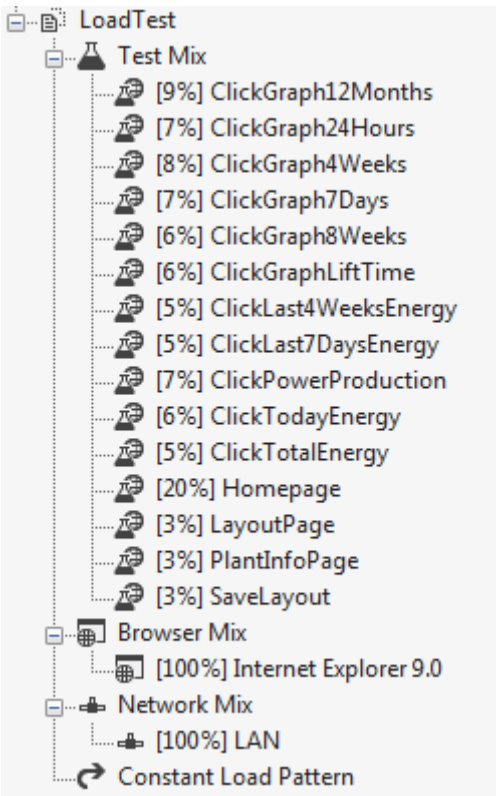 LoadTest
Test Mix
[9%] ClickGraph12Months
[7%] ClickGraph24Hours
[8%] ClickGraph4Weeks
[7%] ClickGraph7Days
[6%] ClickGraph8Weeks
[6%] ClickGraphLiftTime
[5%] ClickLast4WeeksEnergy
[5%] ClickLast7DaysEnergy
[7%] ClickPowerProduction
[6%] ClickTodayEnergy
[5%] ClickTotalEnergy
[20%] Homepage
[3%] LayoutPage
[3%] PlantInfoPage
[3%] SaveLayout
Browser Mix
[100%] Internet Explorer 9.0
Network Mix
[100%] LAN
Constant Load Pattern